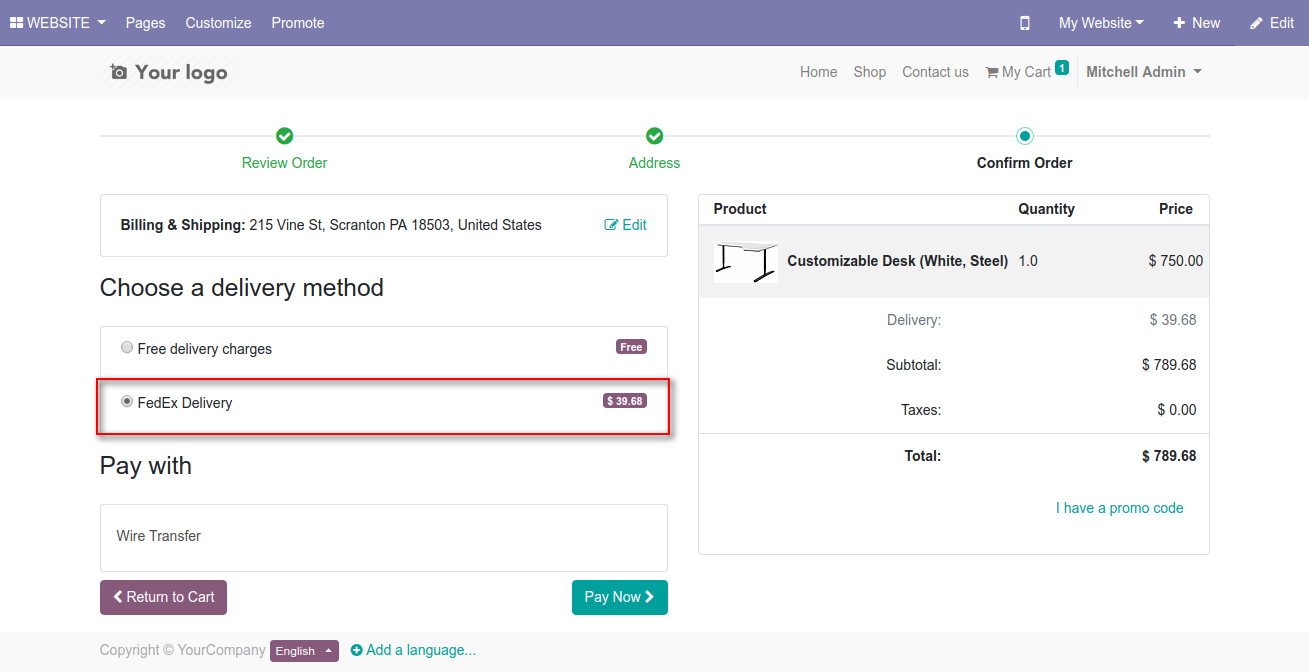 WEBSITE Pages Customize Promote My Website New Edit
Your logo Home Shop Contact us My Cart 1 Mitchell Admin
Review Order Address Confirm Order
Billing & Shipping: 215 Vine St, Scranton PA 18503, United States Edit
Choose a delivery method
Free delivery charges Free
FedEx Delivery $ 39.68
Pay with
Wire Transfer
Return to Cart Pay Now
Product Quantity Price
Customizable Desk (White, Steel) 1.0 $ 750.00
Delivery: $ 39.68
Subtotal: $ 789.68
Taxes: $ 0.00
Total: $ 789.68
I have a promo code
Copyright © YourCompany English Add a language...